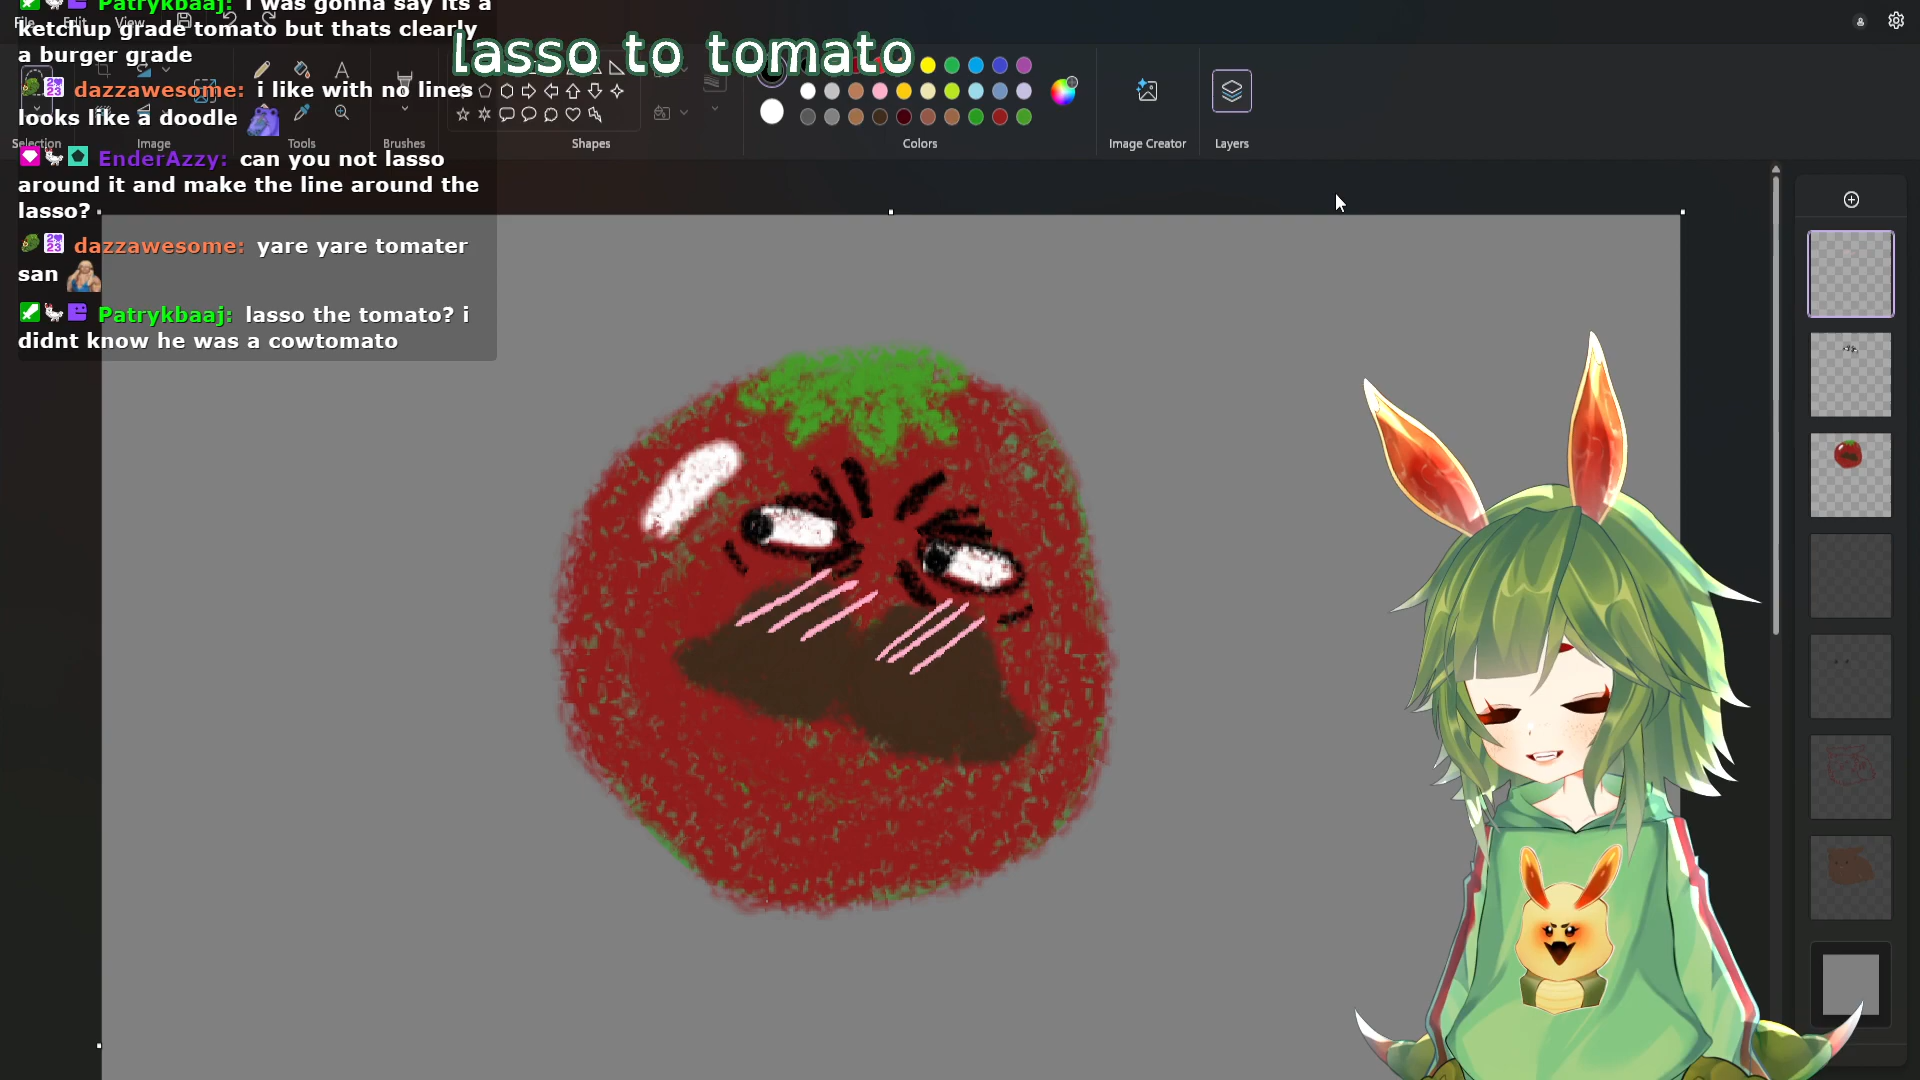 Patrykbaaj: i was gonna say its a
ketchup grade tomato but thats clearly
a burger grade
dazzawesome: i like with no lines
looks like a doodle
EnderAzzy: can you not lasso
around it and make the line around the
lasso?
dazzawesome: yare yare tomater
san
Patrykbaaj: lasso the tomato? i
didnt know he was a cowtomato
lasso to tomato
File Edit View
Selection Image Tools Brushes Shapes Colors Image Creator Layers